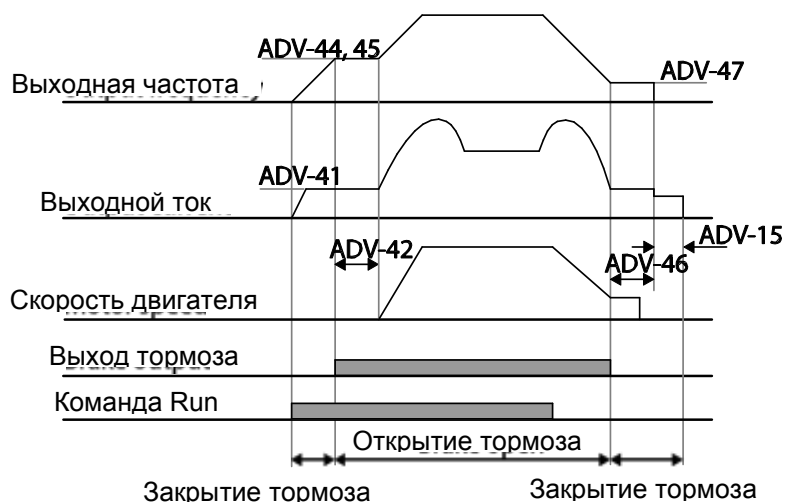 ADV-44, 45
Выходная частота
ADV-47
ADV-41
Выходной ток
ADV-15
ADV-42
ADV-46
Скорость двигателя
Выход тормоза
Команда Run
Открытие тормоза
Закрытие тормоза
Закрытие тормоза